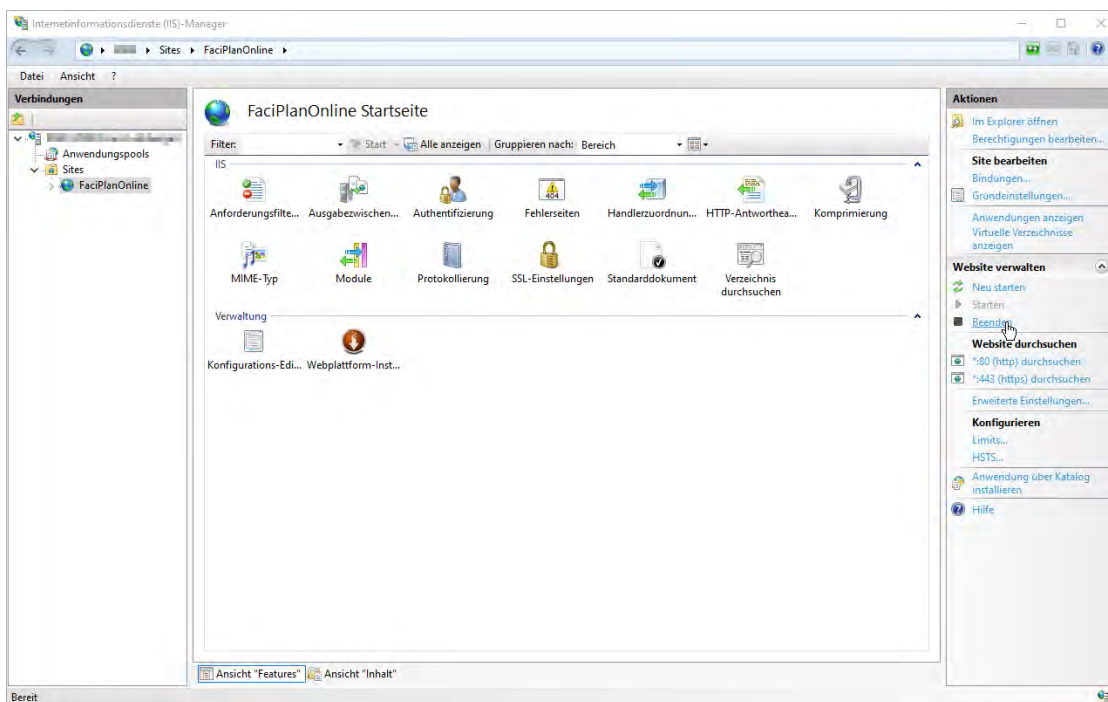 Internetinformationsdienste (IIS)-Manager
Sites FaciPlanOnline
Datei Ansicht ?
Verbindungen
Anwendungspools
Sites
FaciPlanOnline
FaciPlanOnline Startseite
Filter: Start Alle anzeigen Gruppieren nach: Bereich
IIS
Anforderungsfilte... Ausgabezwischen... Authentifizierung Fehlerseiten Handlerzuordnun... HTTP-Antworthea... Komprimierung
404
MIME-Typ Module Protokollierung SSL-Einstellungen Standarddokument Verzeichnis
durchsuchen
Verwaltung
Konfigurations-Edi... Webplattform-Inst...
Ansicht "Features" Ansicht "Inhalt"
Bereit
Aktionen
Im Explorer öffnen
Berechtigungen bearbeiten...
Site bearbeiten
Bindungen...
Grundeinstellungen...
Anwendungen anzeigen
Virtuelle Verzeichnisse
anzeigen
Website verwalten
Neu starten
Starten
Beenden
Website durchsuchen
*:80 (http) durchsuchen
*:443 (https) durchsuchen
Erweiterte Einstellungen...
Konfigurieren
Limits...
HSTS...
Anwendung über Katalog
installieren
Hilfe